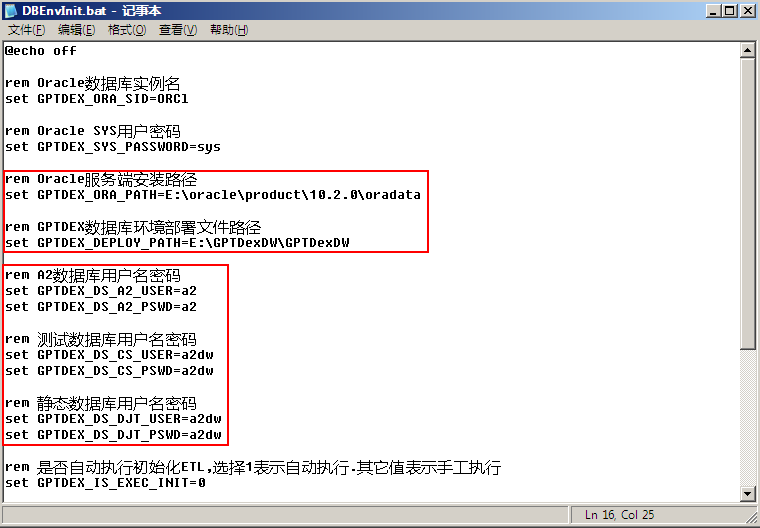 DBEnvInit.bat - 记事本
文件(F) 编辑(E) 格式(O) 查看(V) 帮助(H)
@echo off
rem Oracle数据库实例名
set GPTDEX_ORA_SID=ORCl
rem Oracle SYS用户密码
set GPTDEX_SYS_PASSWORD=sys
rem Oracle服务端安装路径
set GPTDEX_ORA_PATH=E:\oracle\product\10.2.0\oradata
rem GPTDEX数据库环境部署文件路径
set GPTDEX_DEPLOY_PATH=E:\GPTDexDW\GPTDexDW
rem A2数据库用户名密码
set GPTDEX_DS_A2_USER=a2
set GPTDEX_DS_A2_PSWD=a2
rem 测试数据库用户名密码
set GPTDEX_DS_CS_USER=a2dw
set GPTDEX_DS_CS_PSWD=a2dw
rem 静态数据库用户名密码
set GPTDEX_DS_DJT_USER=a2dw
set GPTDEX_DS_DJT_PSWD=a2dw
rem 是否自动执行初始化ETL,选择1表示自动执行.其它值表示手工执行
set GPTDEX_IS_EXEC_INIT=0
Ln 16, Col 25